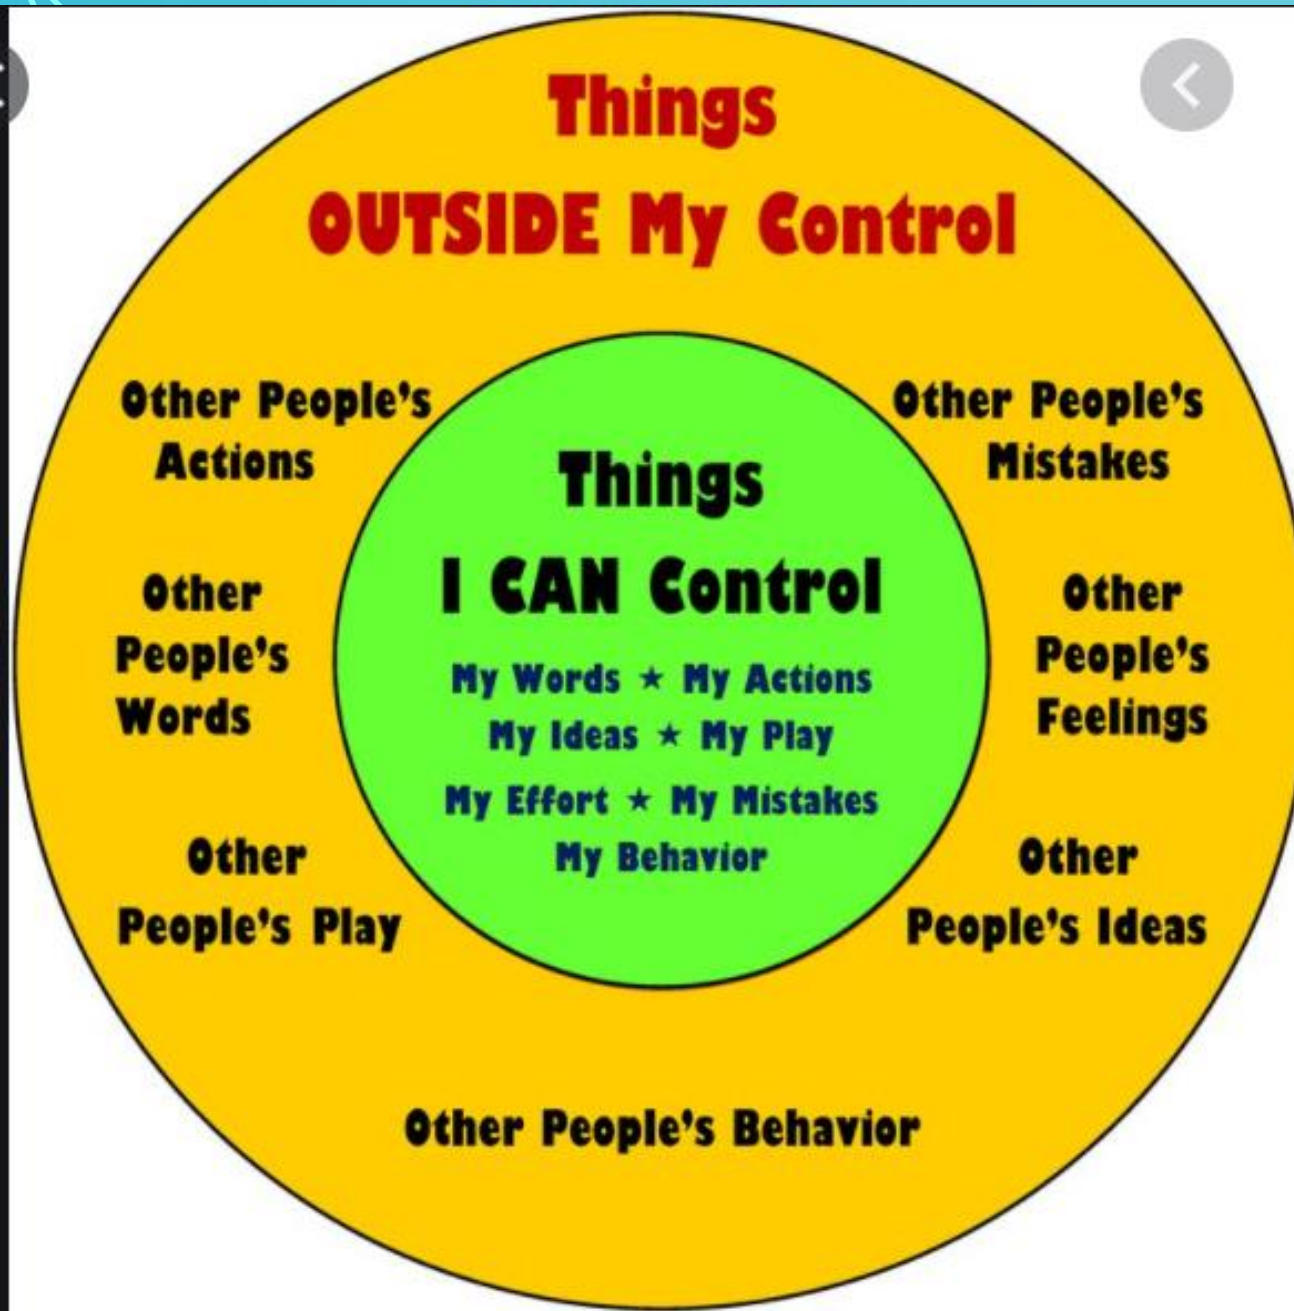 Things
OUTSIDE My Control
Other People's
Actions
Other People's
Mistakes
Things
I CAN Control
My Words ★ My Actions
My Ideas ★ My Play
My Effort ★ My Mistakes
My Behavior
Other
People's
Words
Other
People's
Feelings
Other
People's Play
Other
People's Ideas
Other People's Behavior